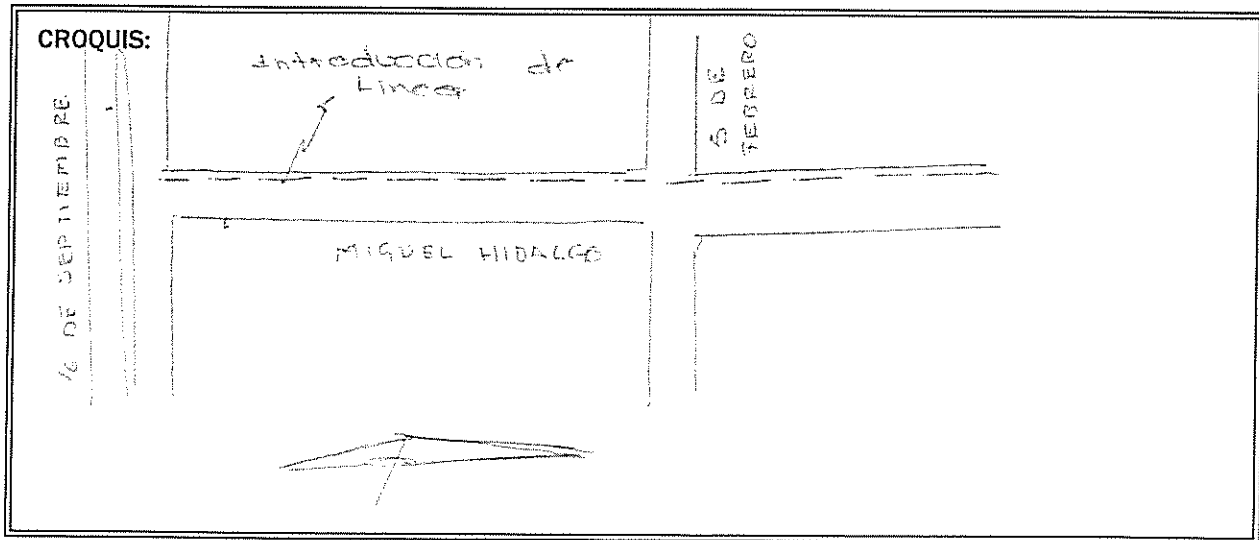 CROQUIS:
Introducción de
Linea
5 DE
FEBRERO
16 DE SEPTIEMBRE
MIGUEL HIDALGO